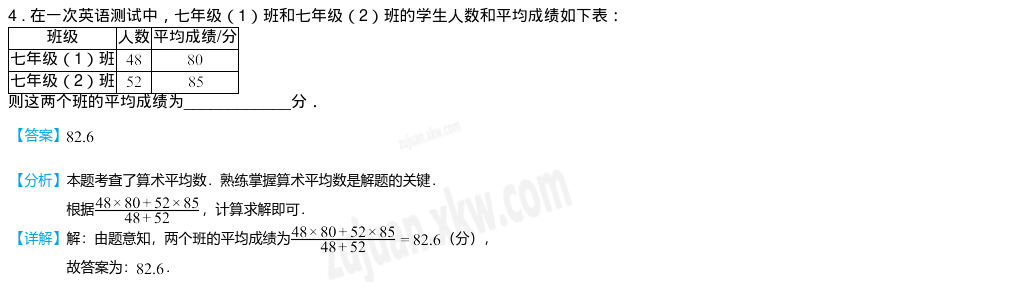 4．在一次英语测试中，七年级（1）班和七年级（2）班的学生人数和平均成绩如下表：
班级 人数 平均成绩/分
七年级（1）班 48 80
七年级（2）班 52 85
则这两个班的平均成绩为____________分．
【答案】82.6
【分析】本题考查了算术平均数．熟练掌握算术平均数是解题的关键．
根据(48×80+52×85)/(48+52)，计算求解即可．
【详解】解：由题意知，两个班的平均成绩为(48×80+52×85)/(48+52)=82.6（分），
故答案为：82.6．
zujuan.xkw.com
zujuan.xkw.com